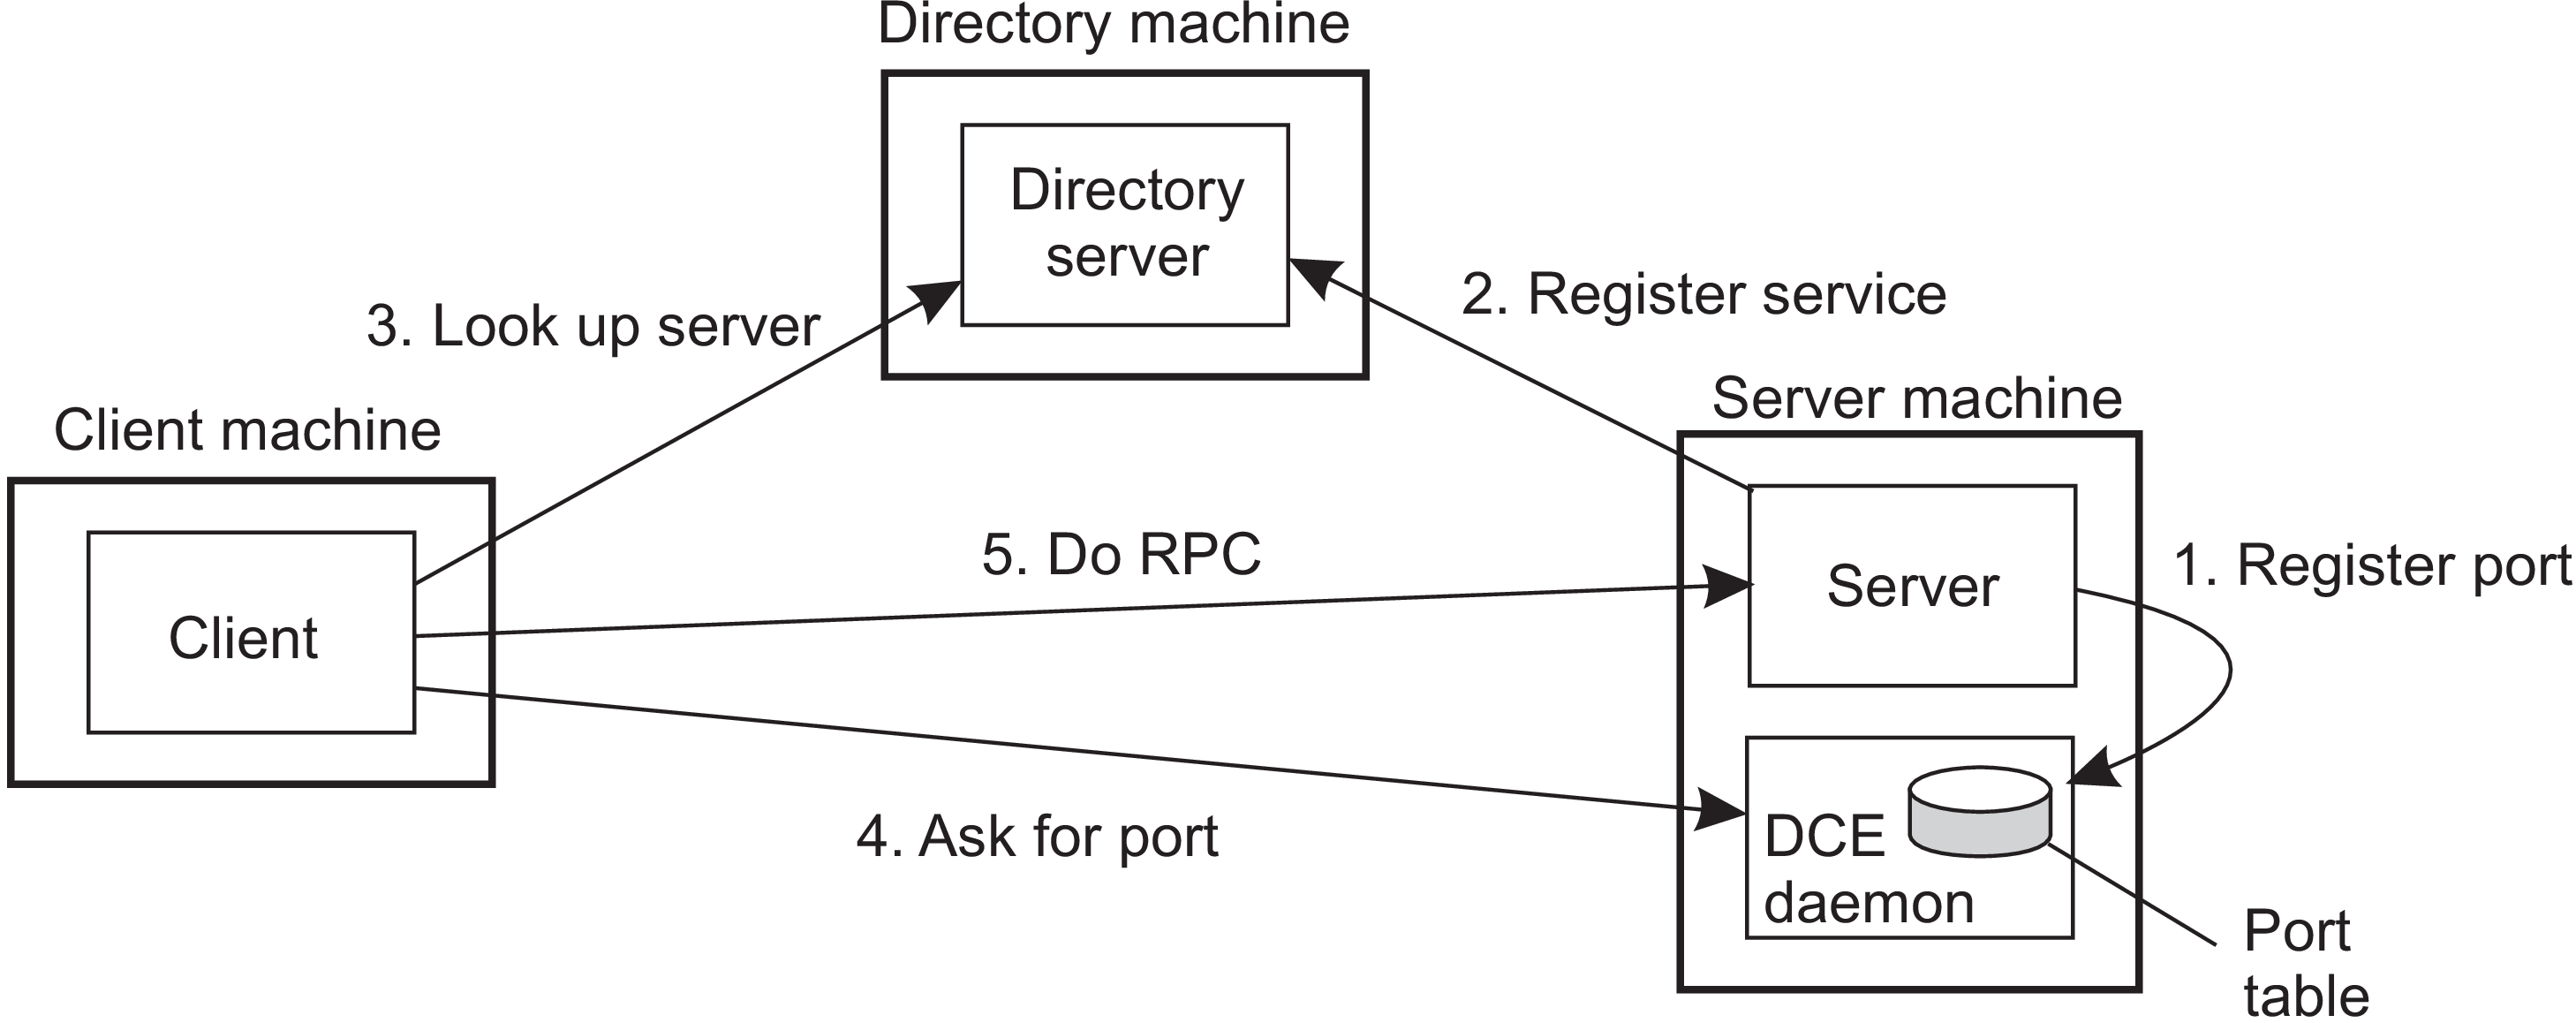 Directory machine
Directory
server
3. Look up server
2. Register service
Client machine
Server machine
Client
5. Do RPC
Server
1. Register port
4. Ask for port
DCE
daemon
Port
table